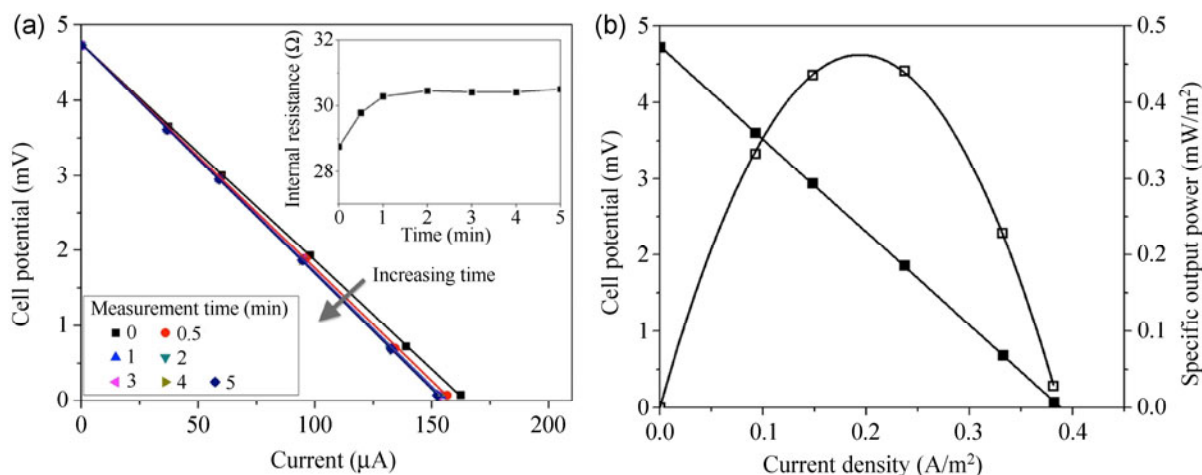 (a)
5
4
3
2
1
0
Cell potential (mV)
0
50
100
150
200
Current (μA)
32
30
28
Internal resistance (Ω)
0 1 2 3 4 5
Time (min)
Increasing time
Measurement time (min)
0 0.5
1 2
3 4 5
(b)
5
4
3
2
1
0
Cell potential (mV)
0.0 0.1 0.2 0.3 0.4
Current density (A/m²)
0.5
0.4
0.3
0.2
0.1
0.0
Specific output power (mW/m²)